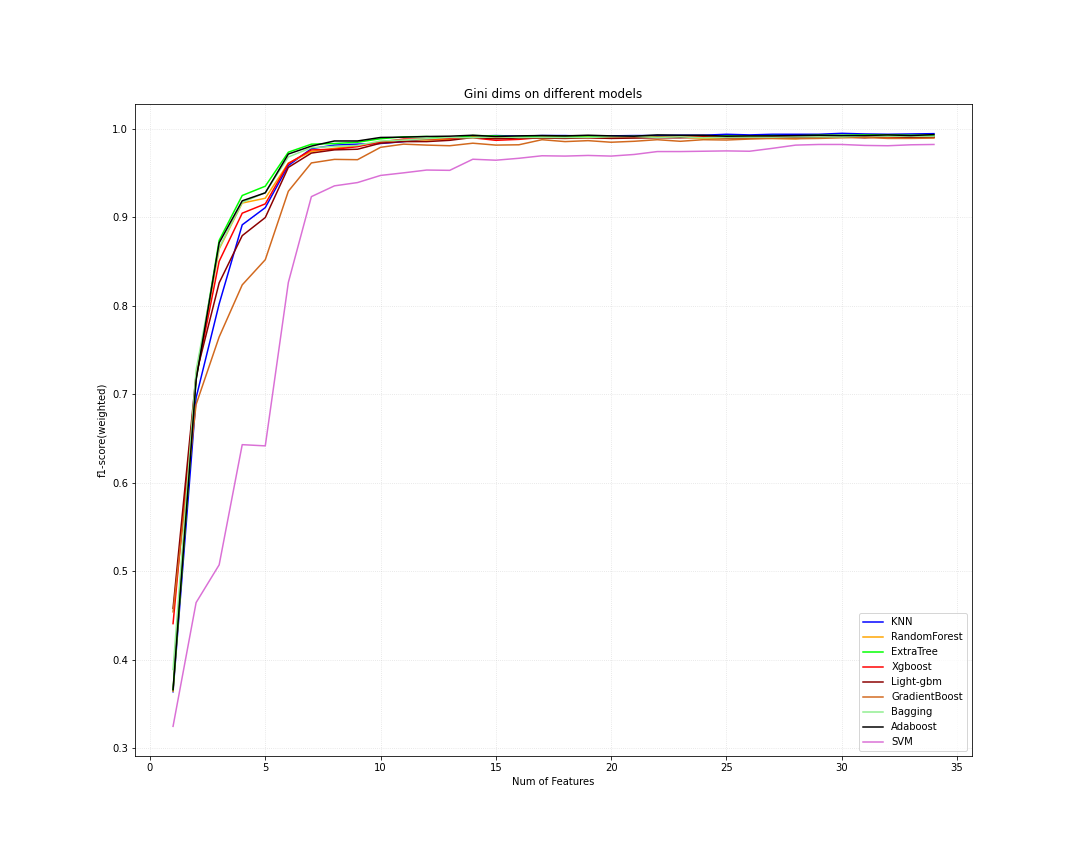 Gini dims on different models
1.0
0.9
0.8
0.7
0.6
0.5
0.4
0.3
f1-score(weighted)
0 5 10 15 20 25 30 35
Num of Features
KNN
RandomForest
ExtraTree
Xgboost
Light-gbm
GradientBoost
Bagging
Adaboost
SVM